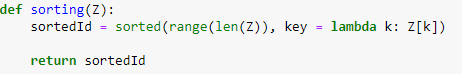 def sorting(Z):
    sortedId = sorted(range(len(Z)), key = lambda k: Z[k])
    return sortedId